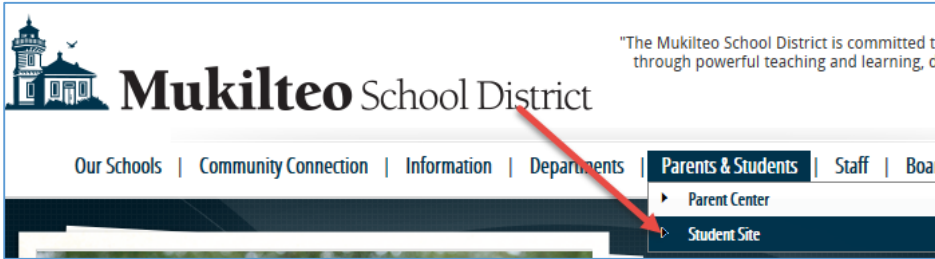 "The Mukilteo School District is committed t
through powerful teaching and learning, d
Mukilteo School District
Our Schools | Community Connection | Information | Departments | Parents & Students | Staff | Boar
Parent Center
Student Site